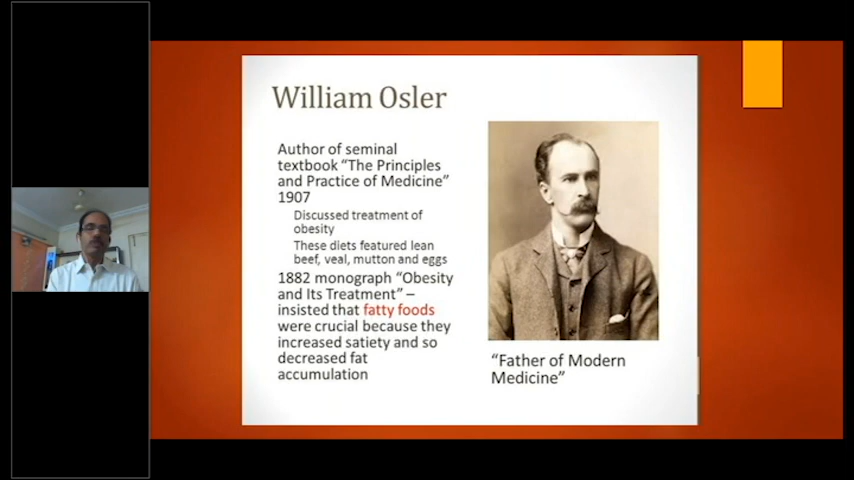 William Osler
Author of seminal
textbook “The Principles
and Practice of Medicine”
1907
Discussed treatment of
obesity
These diets featured lean
beef, veal, mutton and eggs
1882 monograph “Obesity
and Its Treatment” –
insisted that fatty foods
were crucial because they
increased satiety and so
decreased fat
accumulation
“Father of Modern
Medicine”